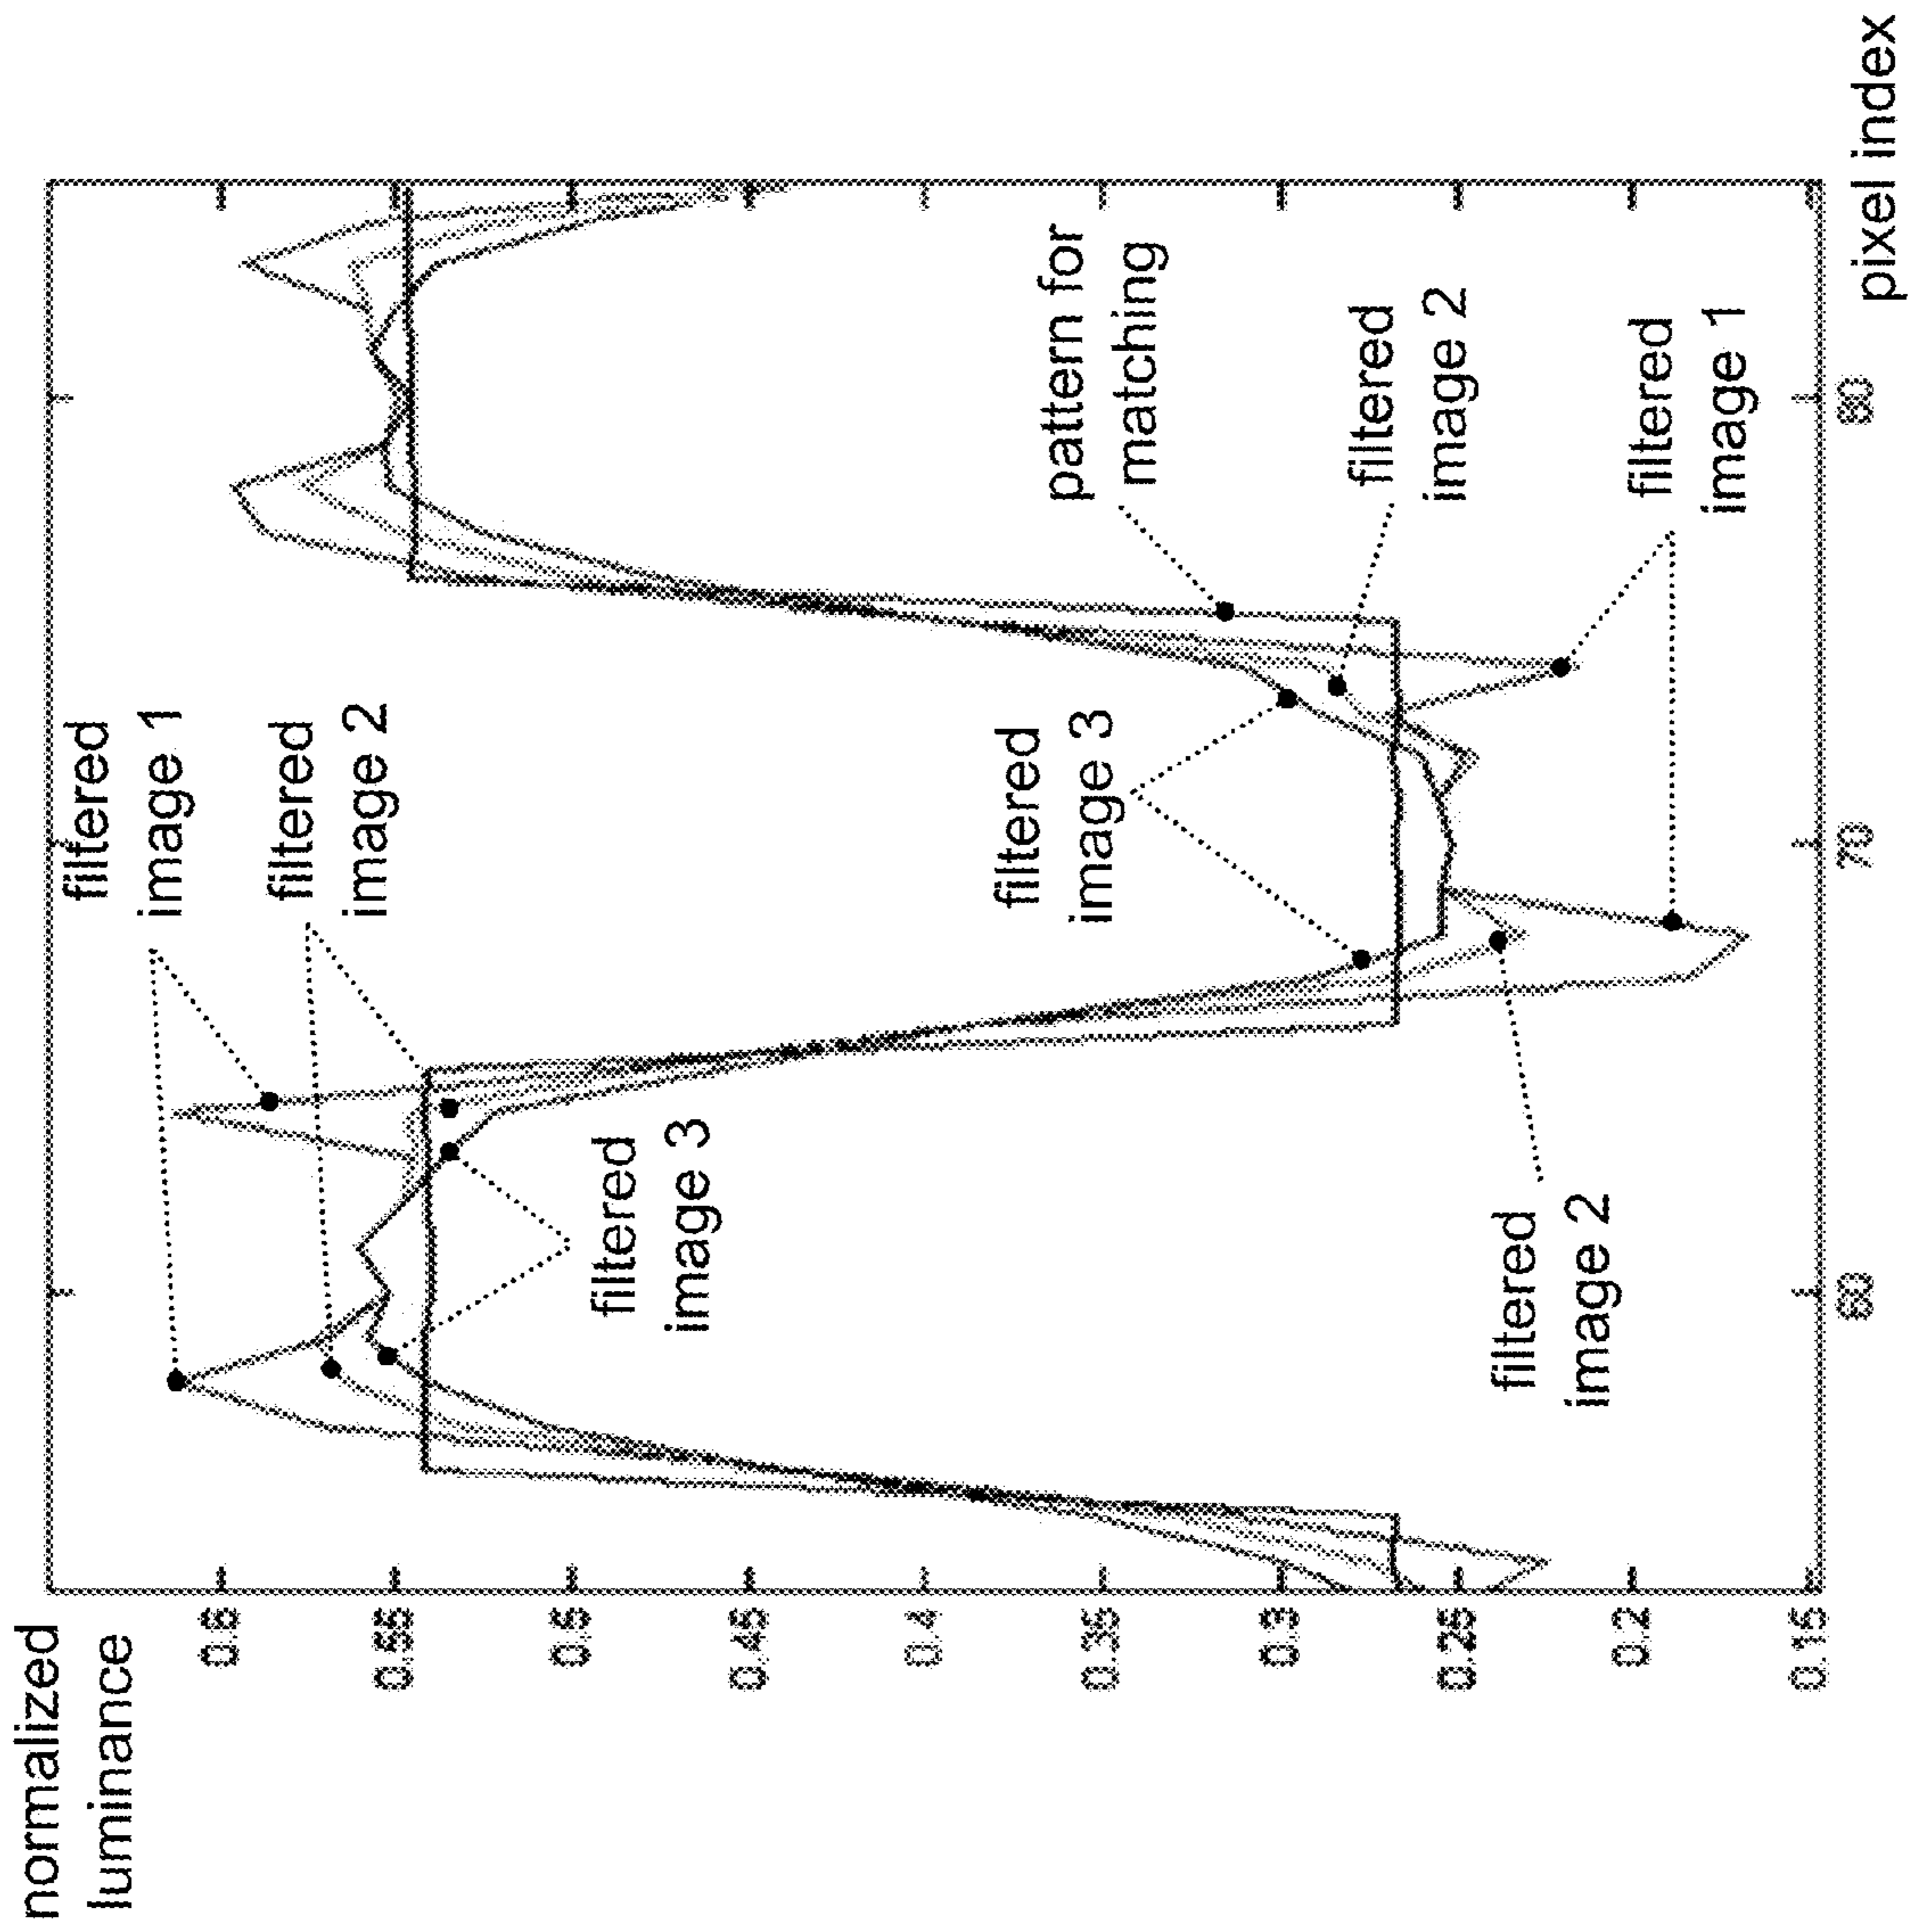 normalized
luminance
filtered
image 1
filtered
image 2
filtered
image 3
filtered
image 3
pattern for
matching
filtered
image 2
filtered
image 1
filtered
image 2
0.6
0.55
0.5
0.45
0.4
0.35
0.3
0.25
0.2
0.15
60
70
80
pixel index